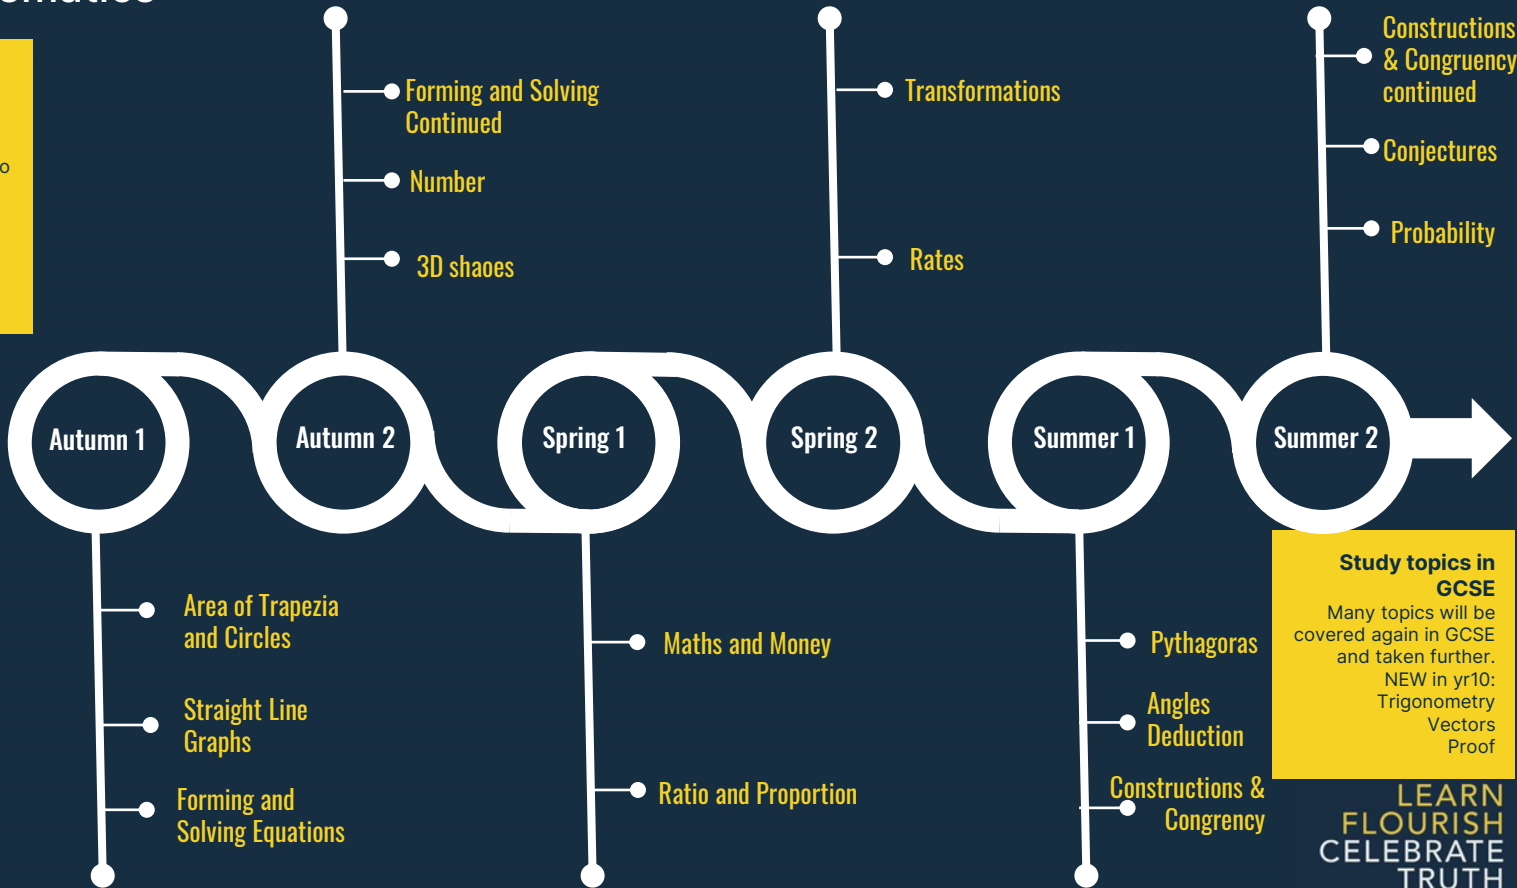 Forming and Solving
Continued
Number
3D shaoes
Transformations
Rates
Constructions
& Congruency
continued
Conjectures
Probability
Autumn 1
Autumn 2
Spring 1
Spring 2
Summer 1
Summer 2
Area of Trapezia
and Circles
Straight Line
Graphs
Forming and
Solving Equations
Maths and Money
Ratio and Proportion
Pythagoras
Angles
Deduction
Constructions &
Congrency
Study topics in
GCSE
Many topics will be
covered again in GCSE
and taken further.
NEW in yr10:
Trigonometry
Vectors
Proof
LEARN
FLOURISH
CELEBRATE
TRUTH